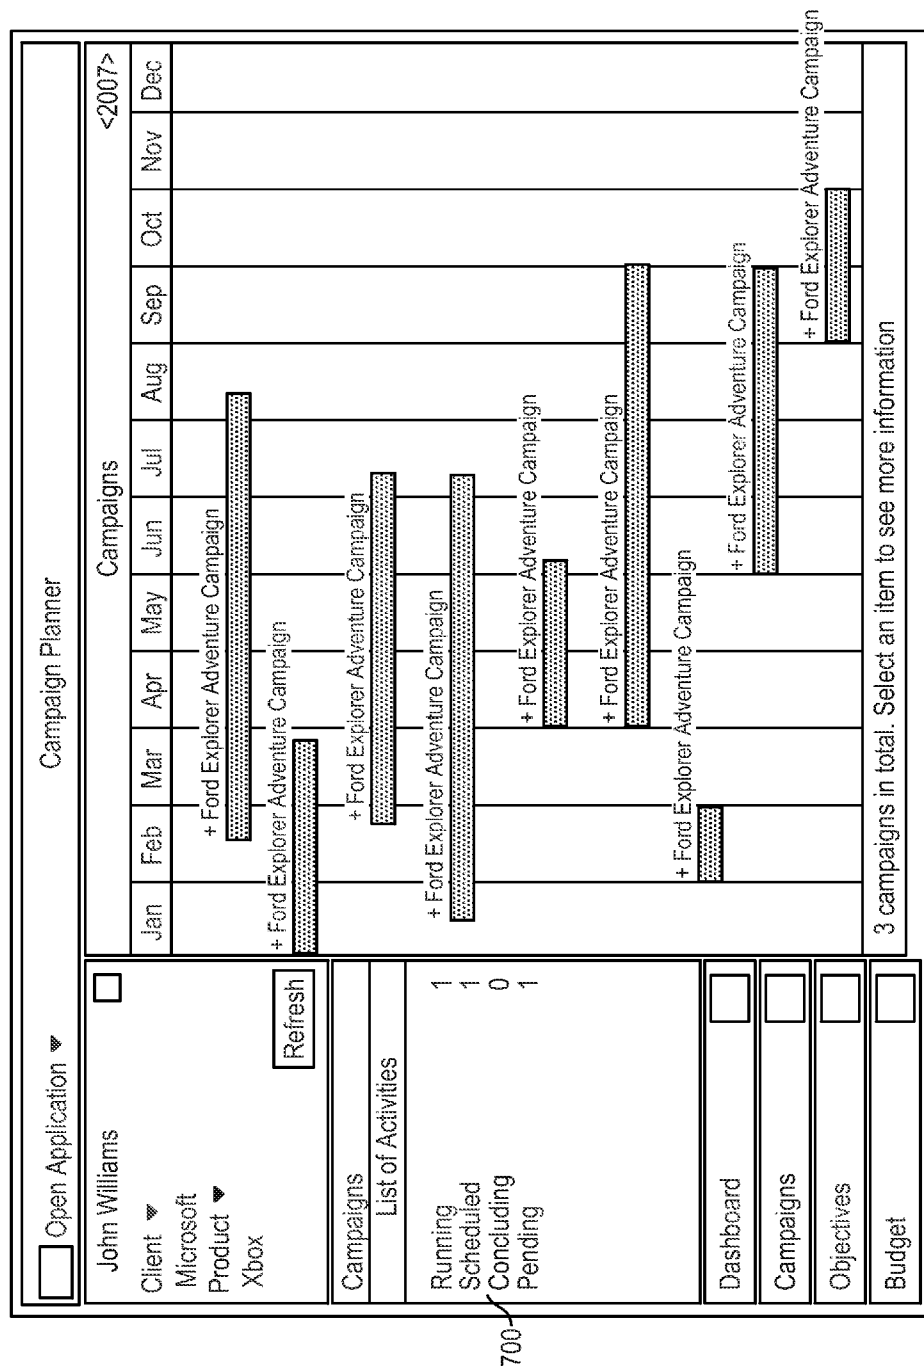 Campaign Planner
Open Application
John Williams
Client
Microsoft
Product
Xbox
Refresh
Campaigns
List of Activities
Running 1
Scheduled 1
Concluding 0
Pending 1
700
Dashboard
Campaigns
Objectives
Budget
Campaigns
<2007>
Jan Feb Mar Apr May Jun Jul Aug Sep Oct Nov Dec
+ Ford Explorer Adventure Campaign
+ Ford Explorer Adventure Campaign
+ Ford Explorer Adventure Campaign
+ Ford Explorer Adventure Campaign
+ Ford Explorer Adventure Campaign
+ Ford Explorer Adventure Campaign
+ Ford Explorer Adventure Campaign
+ Ford Explorer Adventure Campaign
+ Ford Explorer Adventure Campaign
3 campaigns in total. Select an item to see more information